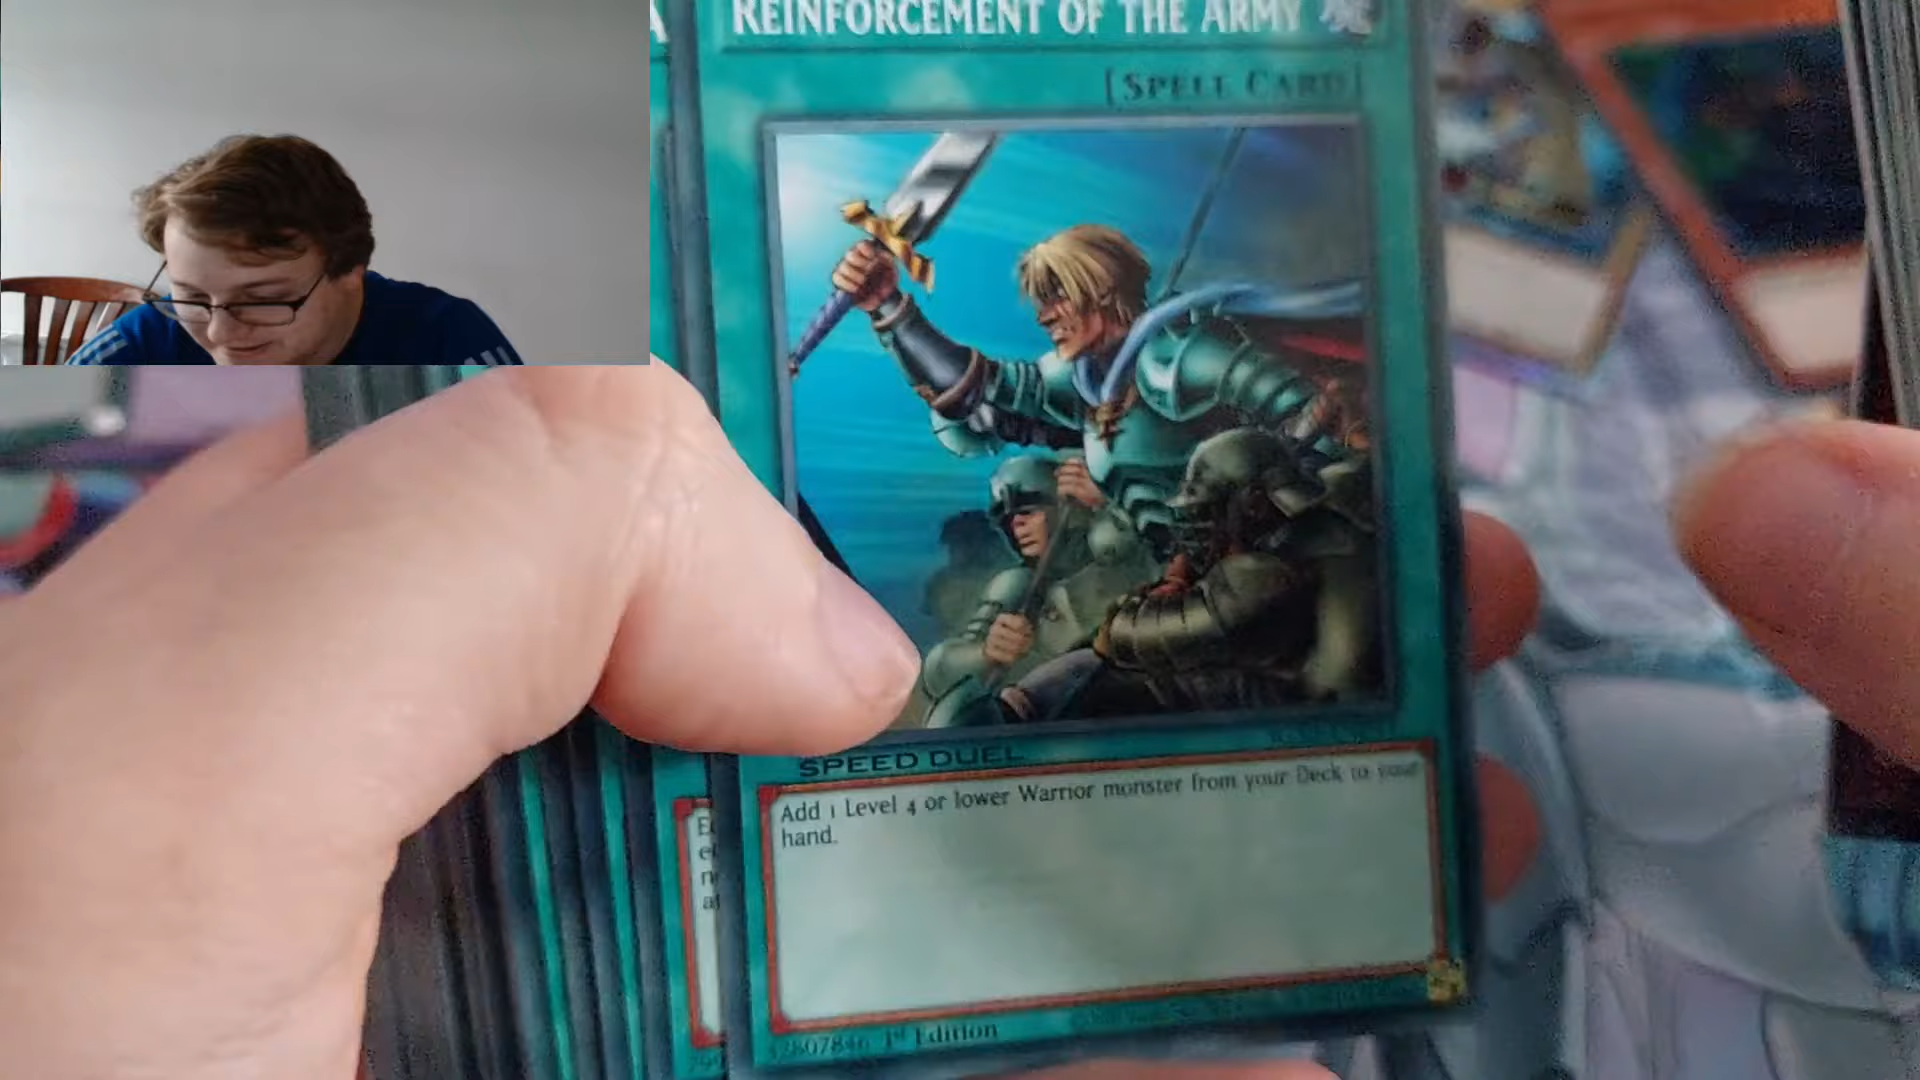 REINFORCEMENT OF THE ARMY
[SPELL CARD]
SPEED DUEL
Add 1 Level 4 or lower Warrior monster from your Deck to your
hand.
1st Edition